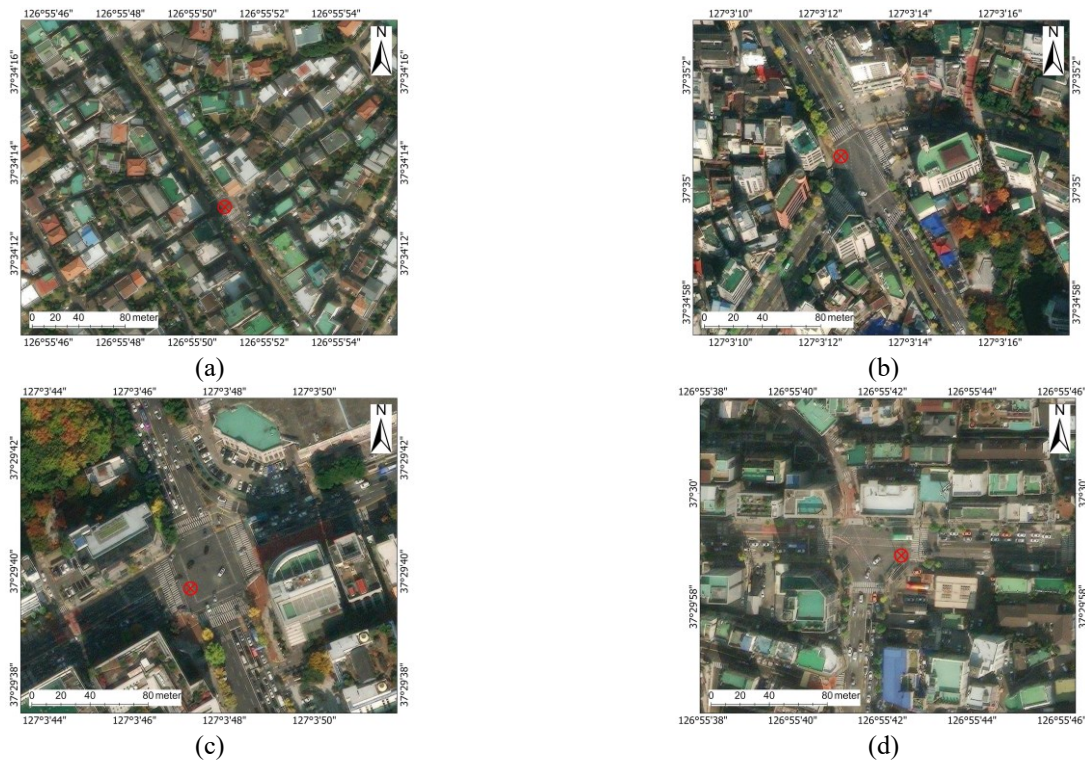 126°55'46" 126°55'48" 126°55'50" 126°55'52" 126°55'54"
N
37°34'16" 37°34'16"
37°34'14" 37°34'14"
37°34'12" 37°34'12"
0 20 40 80 meter
126°55'46" 126°55'48" 126°55'50" 126°55'52" 126°55'54"
(a)
127°3'10" 127°3'12" 127°3'14" 127°3'16"
N
37°35'2" 37°35'2"
37°35' 37°35'
37°34'58" 37°34'58"
0 20 40 80 meter
127°3'10" 127°3'12" 127°3'14" 127°3'16"
(b)
127°3'44" 127°3'46" 127°3'48" 127°3'50"
N
37°29'42" 37°29'42"
37°29'40" 37°29'40"
37°29'38" 37°29'38"
0 20 40 80 meter
127°3'44" 127°3'46" 127°3'48" 127°3'50"
(c)
126°55'38" 126°55'40" 126°55'42" 126°55'44" 126°55'46"
N
37°30' 37°30'
37°29'58" 37°29'58"
0 20 40 80 meter
126°55'38" 126°55'40" 126°55'42" 126°55'44" 126°55'46"
(d)